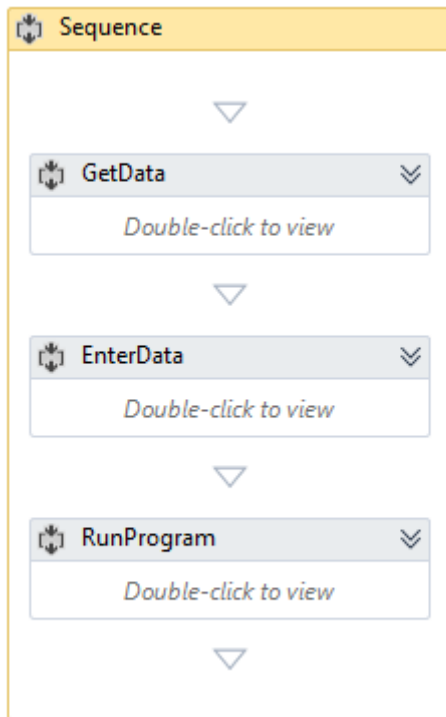 Sequence
GetData
Double-click to view
EnterData
Double-click to view
RunProgram
Double-click to view